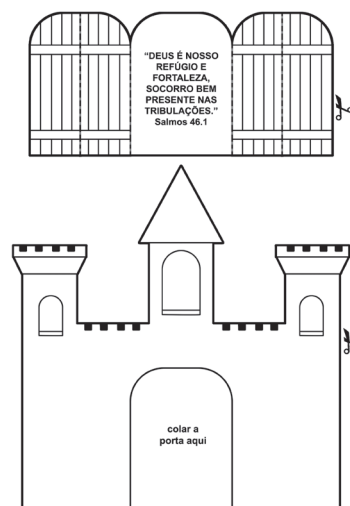 “DEUS É NOSSO
REFÚGIO E
FORTALEZA,
SOCORRO BEM
PRESENTE NAS
TRIBULAÇÕES.”
Salmos 46.1
colar a
porta aqui